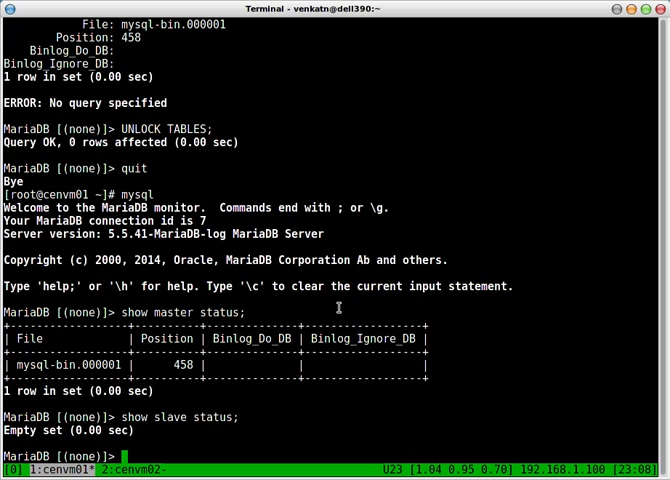 Terminal - venkatn@dell390:~
File: mysql-bin.000001
Position: 458
Binlog_Do_DB:
Binlog_Ignore_DB:
1 row in set (0.00 sec)
ERROR: No query specified
MariaDB [(none)]> UNLOCK TABLES;
Query OK, 0 rows affected (0.00 sec)
MariaDB [(none)]> quit
Bye
[root@cenvm01 ~]# mysql
Welcome to the MariaDB monitor.  Commands end with ; or \g.
Your MariaDB connection id is 7
Server version: 5.5.41-MariaDB-log MariaDB Server
Copyright (c) 2000, 2014, Oracle, MariaDB Corporation Ab and others.
Type 'help;' or '\h' for help. Type '\c' to clear the current input statement.
MariaDB [(none)]> show master status;
+------------------+----------+--------------+------------------+
| File             | Position | Binlog_Do_DB | Binlog_Ignore_DB |
+------------------+----------+--------------+------------------+
| mysql-bin.000001 |      458 |              |                  |
+------------------+----------+--------------+------------------+
1 row in set (0.00 sec)
MariaDB [(none)]> show slave status;
Empty set (0.00 sec)
MariaDB [(none)]>
[0] 1:cenvm01* 2:cenvm02- U23 [1.04 0.95 0.70] 192.168.1.100 [23:08]